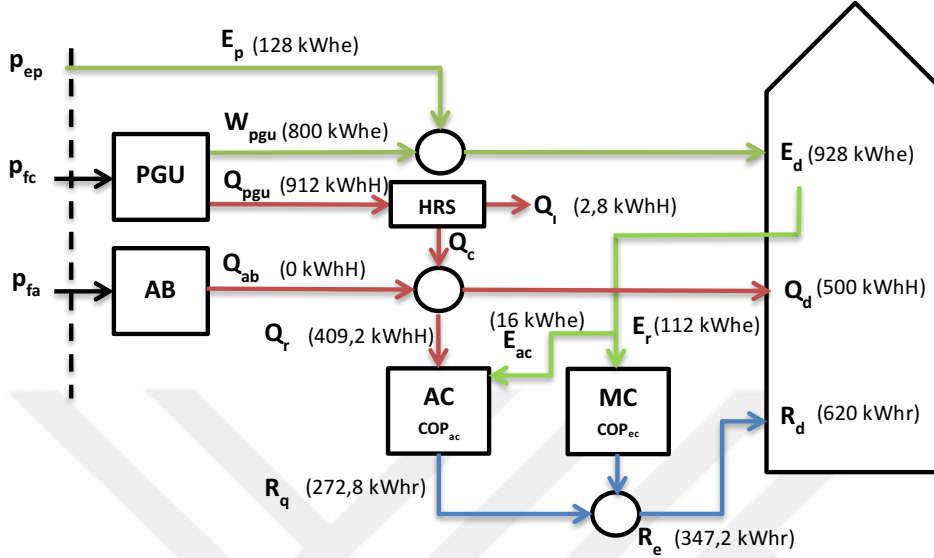 E_p (128 kWhe)
p_ep
W_pgu (800 kWhe)
E_d (928 kWhe)
p_fc
PGU
Q_pgu (912 kWhH)
HRS
Q_l (2,8 kWhH)
Q_c
Q_ab (0 kWhH)
p_fa
AB
Q_d (500 kWhH)
Q_r (409,2 kWhH)
(16 kWhe)
E_ac
E_r (112 kWhe)
AC
COP_ac
MC
COP_ec
R_d (620 kWhr)
R_q (272,8 kWhr)
R_e (347,2 kWhr)